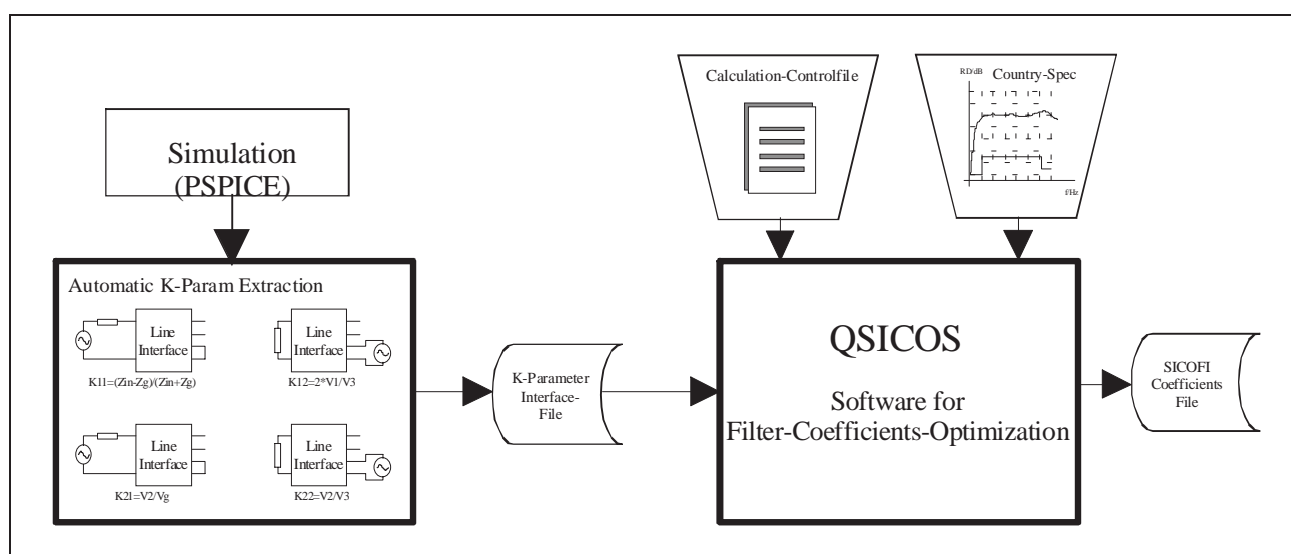 Simulation
(PSPICE)
Calculation-Controlfile
RD/dB
Country-Spec
f/Hz
Automatic K-Param Extraction
Line
Interface
K11=(Zin-Zg)/(Zin+Zg)
Line
Interface
K12=2*V1/V3
Line
Interface
K21=V2/Vg
Line
Interface
K22=V2/V3
K-Parameter
Interface-
File
QSICOS
Software for
Filter-Coefficients-Optimization
SICOFI
Coefficients
File